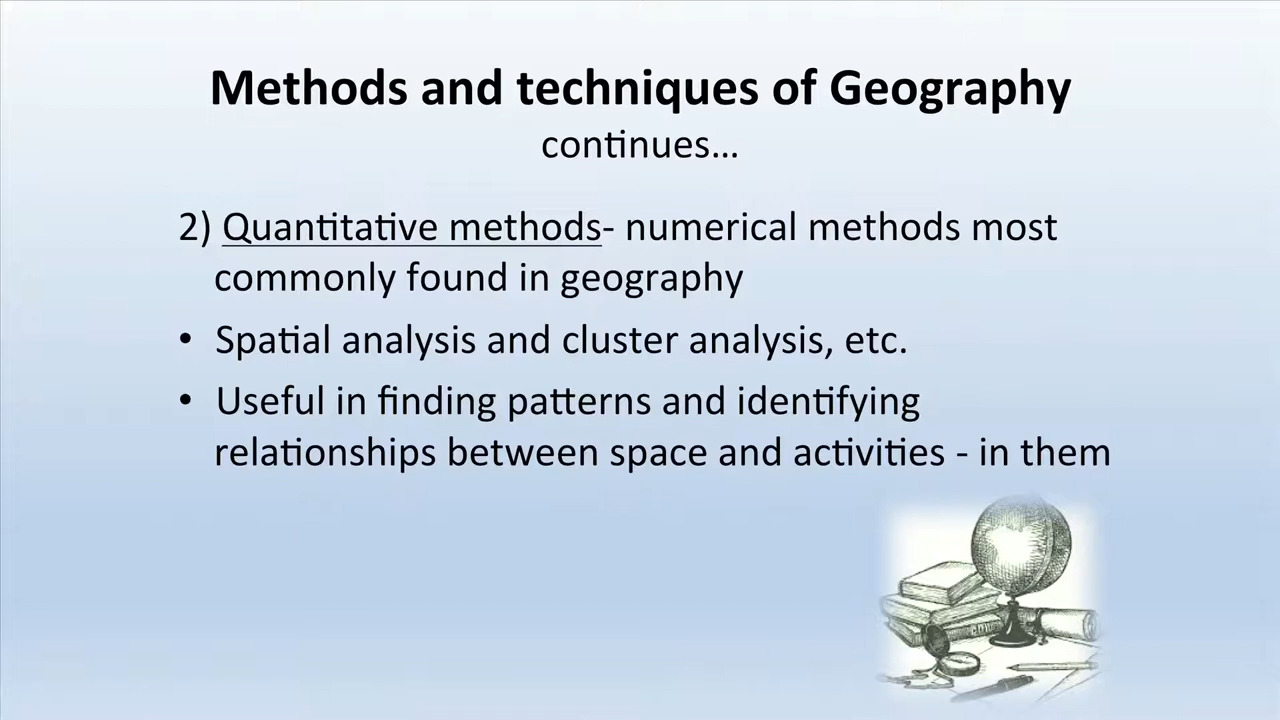 Methods and techniques of Geography
continues…
2) Quantitative methods- numerical methods most
commonly found in geography
• Spatial analysis and cluster analysis, etc.
• Useful in finding patterns and identifying
relationships between space and activities - in them